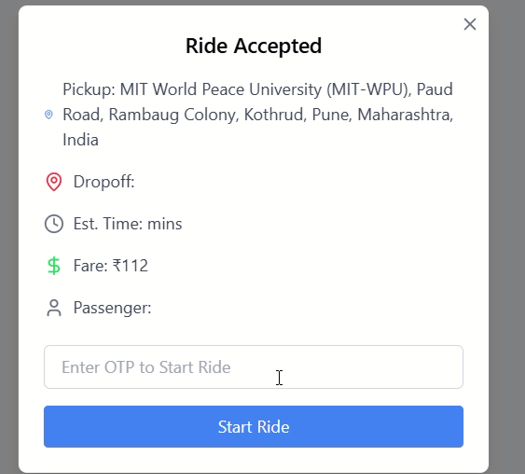 Ride Accepted
Pickup: MIT World Peace University (MIT-WPU), Paud
Road, Rambaug Colony, Kothrud, Pune, Maharashtra,
India
Dropoff:
Est. Time: mins
Fare: ₹112
Passenger:
Enter OTP to Start Ride
Start Ride